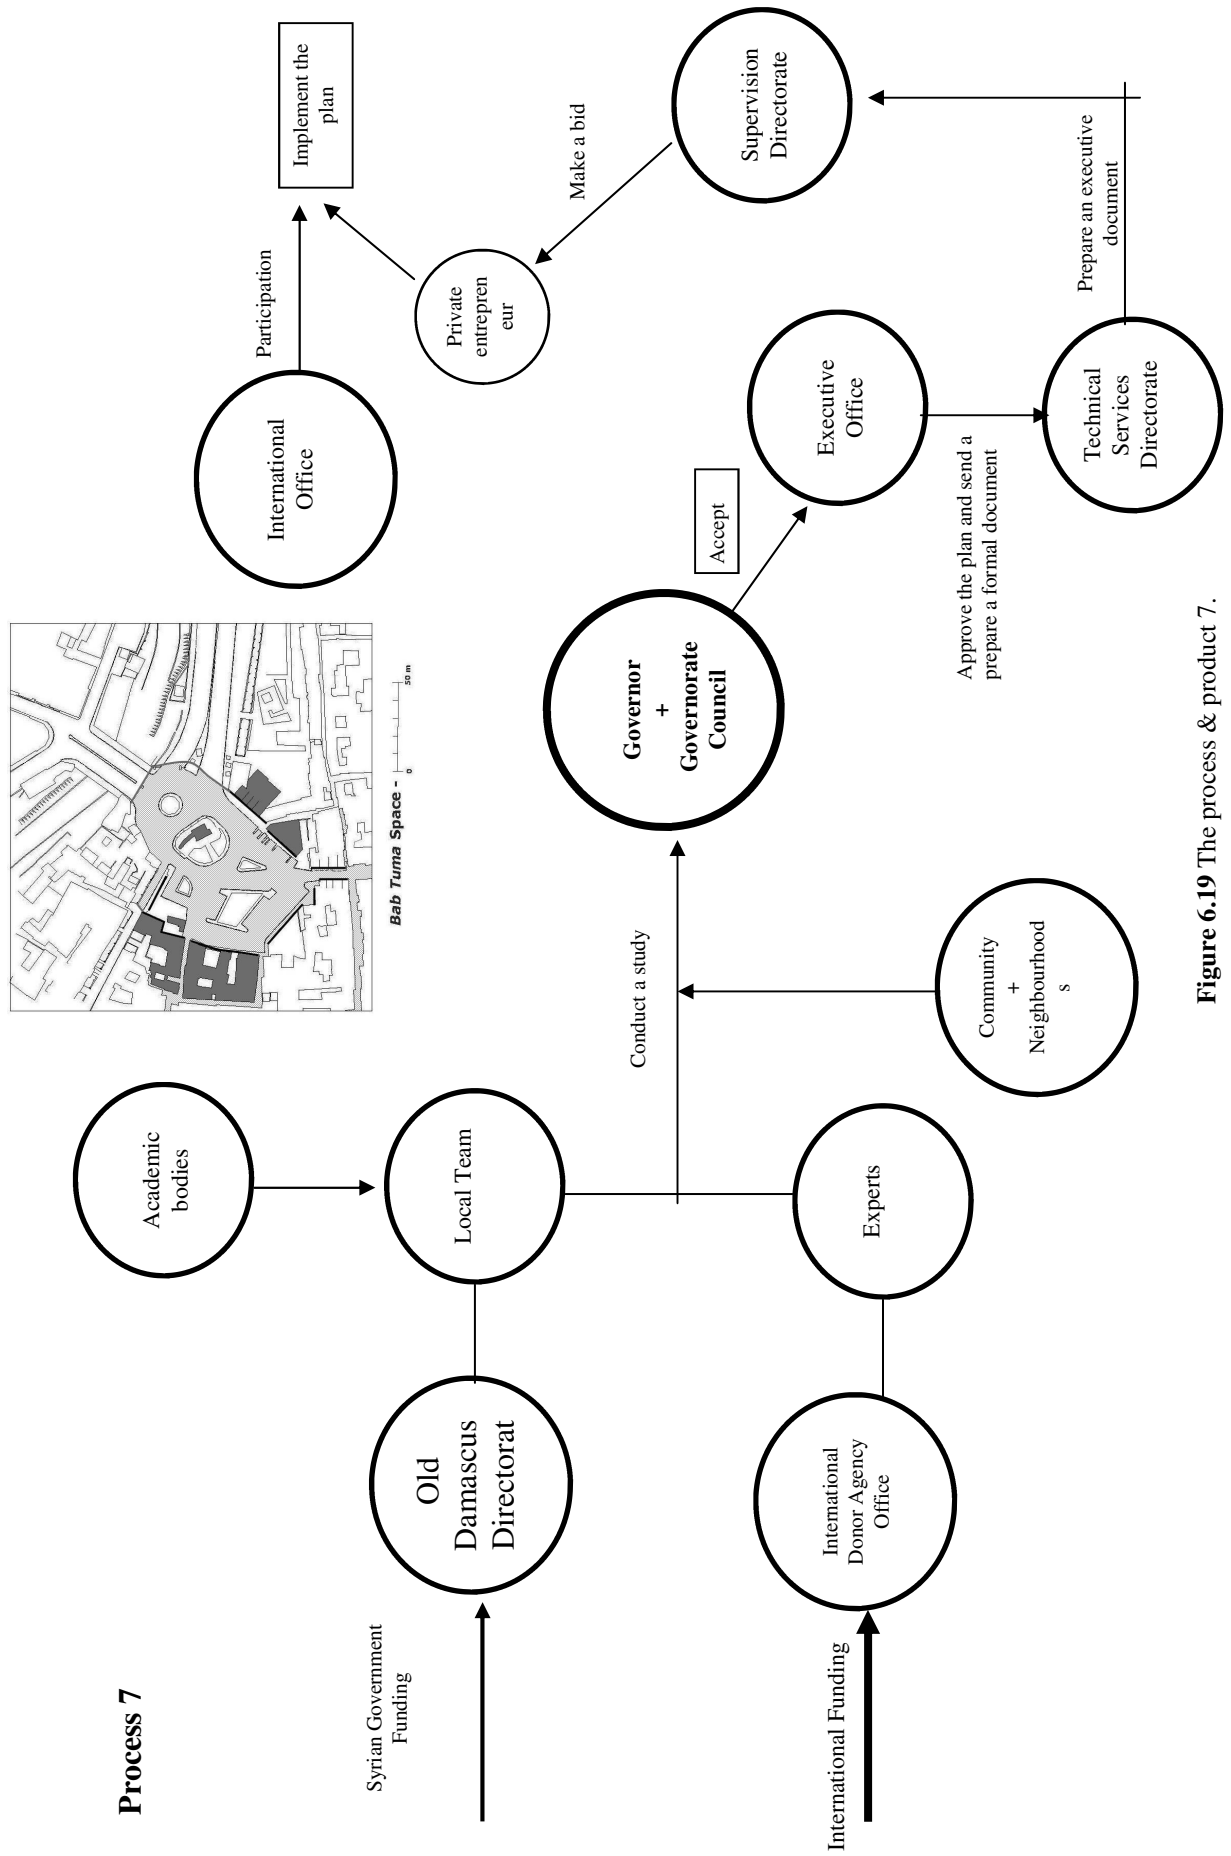 Process 7
Syrian Government
Funding
International Funding
Old
Damascus
Directorat
International
Donor Agency
Office
Academic
bodies
Local Team
Experts
Conduct a study
Community
+
Neighbourhood
s
Bab Tuma Space -
0
50 m
Governor
+
Governorate
Council
Accept
Executive
Office
Approve the plan and send a
prepare a formal document
Technical
Services
Directorate
Prepare an executive
document
Supervision
Directorate
Make a bid
Private
entrepren
eur
International
Office
Participation
Implement the
plan
Figure 6.19 The process & product 7.